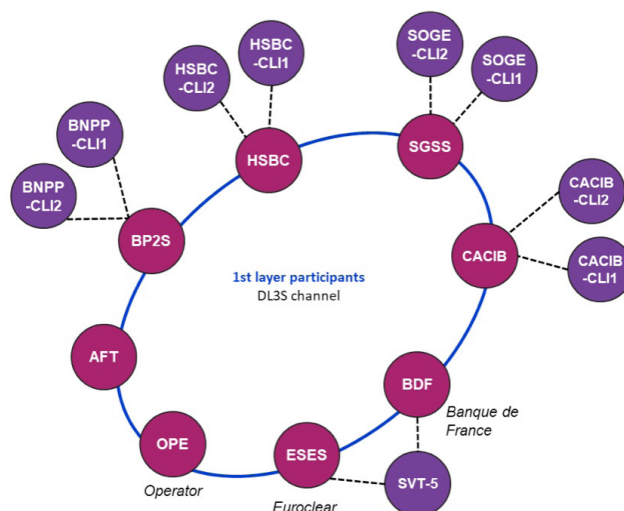 HSBC
-CLI1
HSBC
-CLI2
SOGE
-CLI2
SOGE
-CLI1
BNPP
-CLI1
BNPP
-CLI2
HSBC
SGSS
CACIB
-CLI2
BP2S
CACIB
CACIB
-CLI1
1st layer participants
DL3S channel
AFT
BDF
Banque de
France
OPE
ESES
SVT-5
Operator
Euroclear